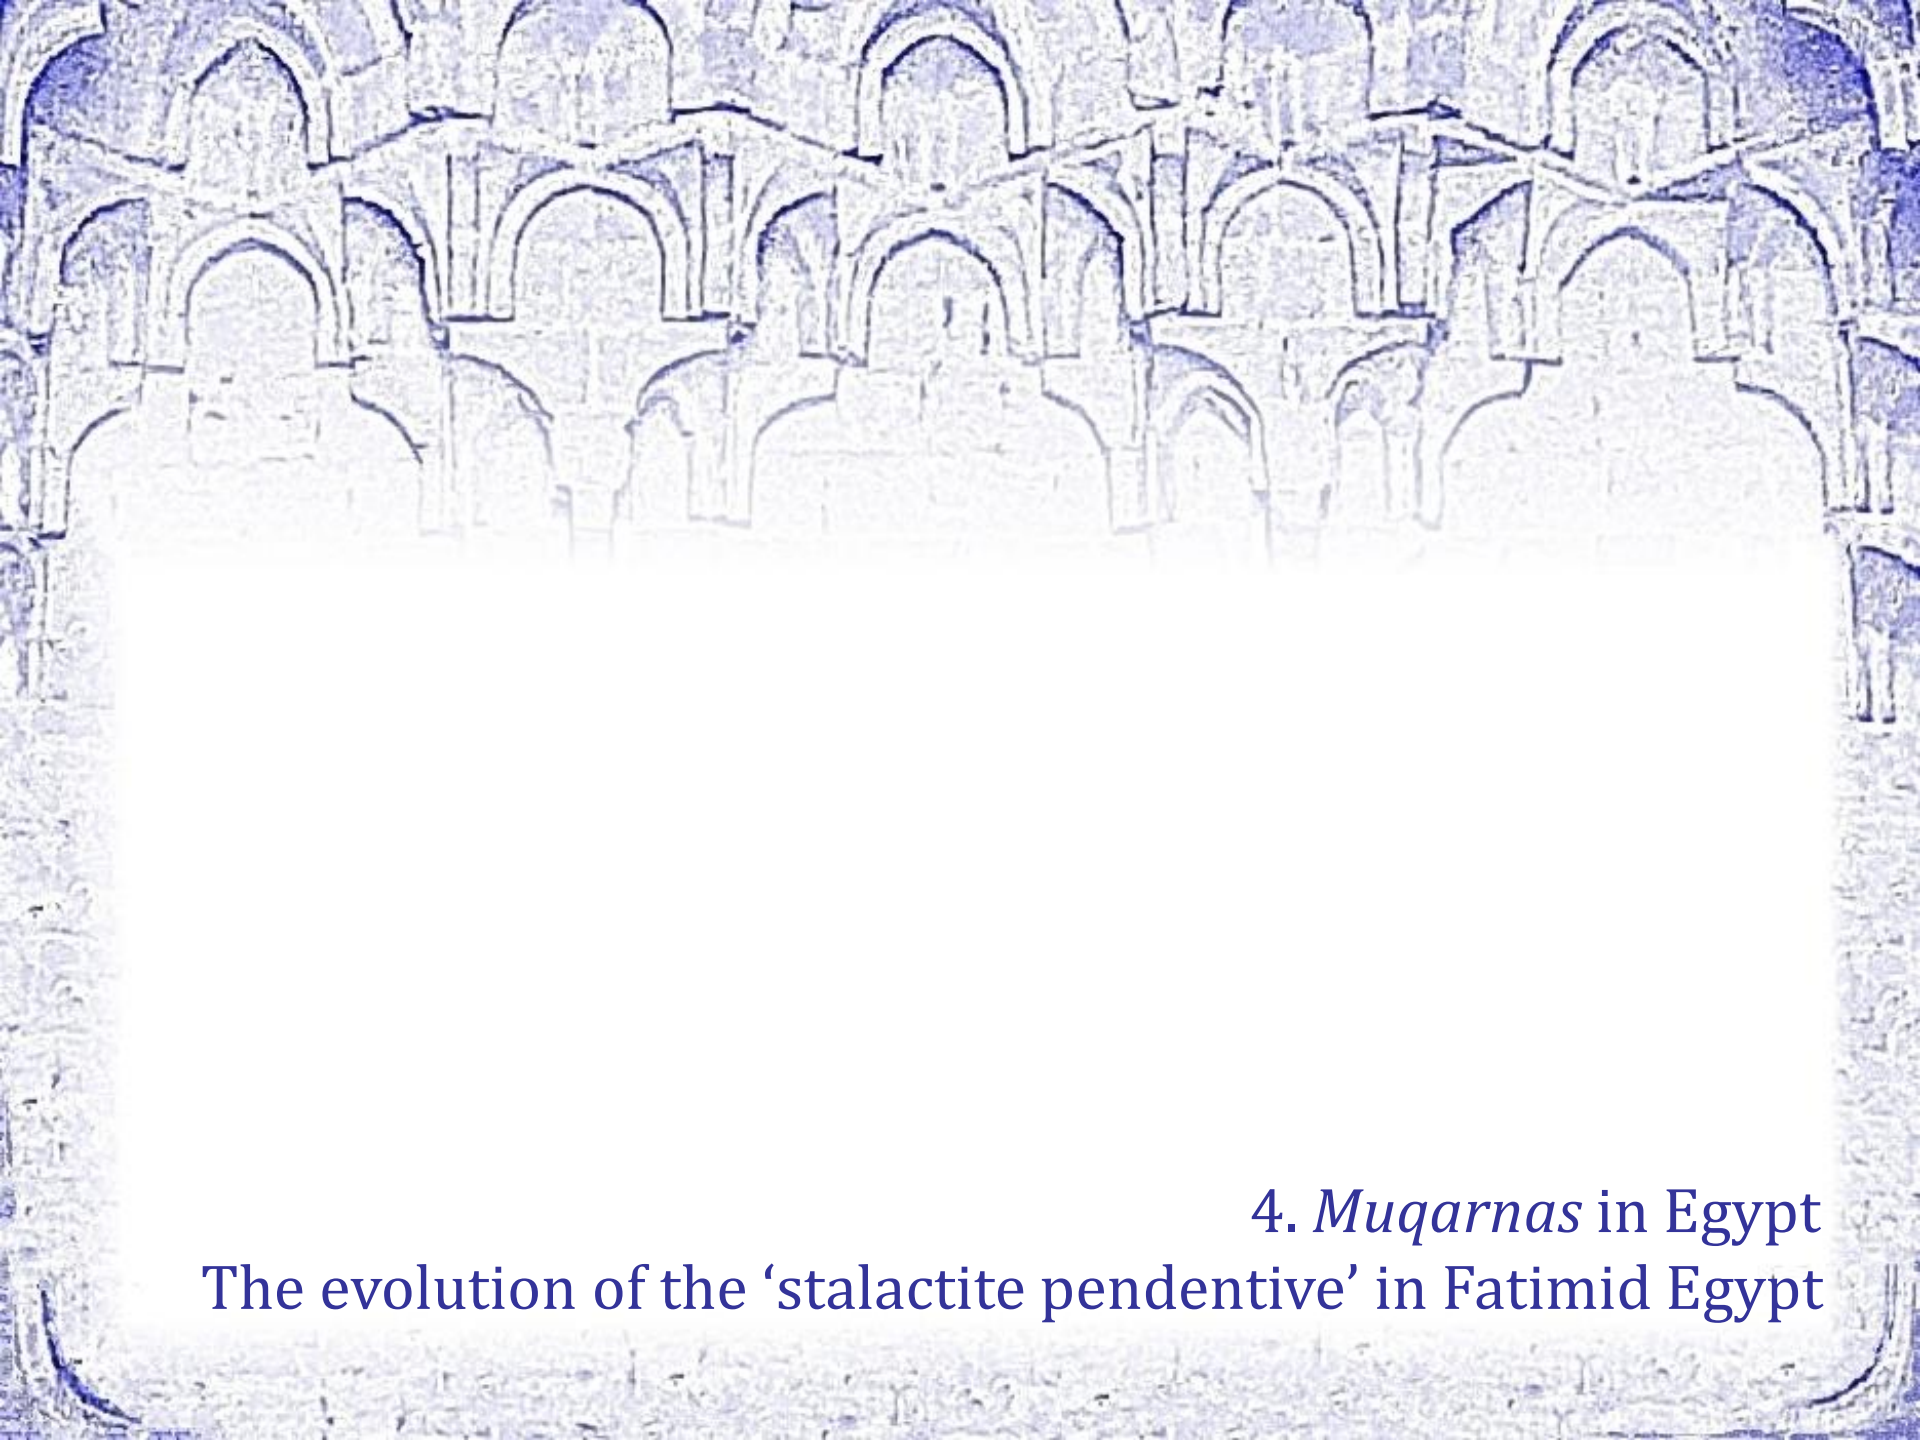 4. Muqarnas in Egypt
The evolution of the ‘stalactite pendentive’ in Fatimid Egypt